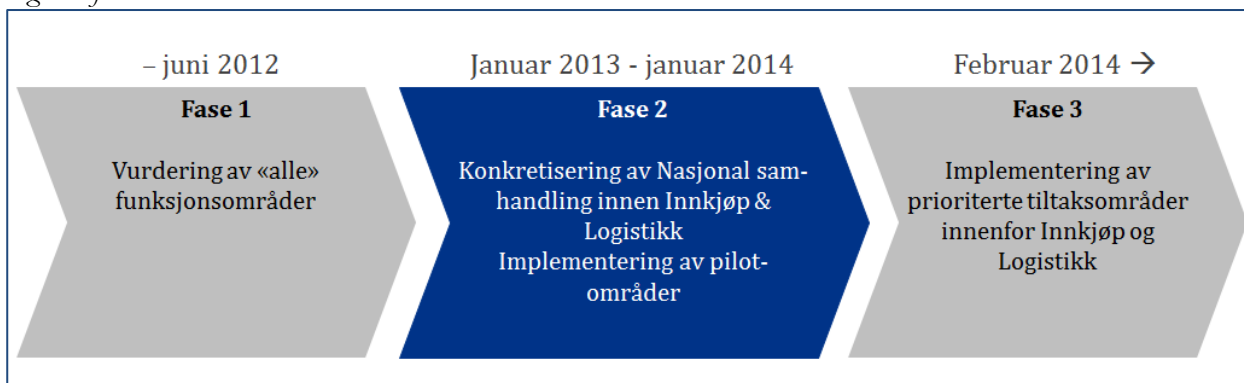 – juni 2012
Fase 1
Vurdering av «alle»
funksjonsområder
Januar 2013 - januar 2014
Fase 2
Konkretisering av Nasjonal sam-
handling innen Innkjøp &
Logistikk
Implementering av pilot-
områder
Februar 2014 →
Fase 3
Implementering av
prioriterte tiltaksområder
innenfor Innkjøp og
Logistikk